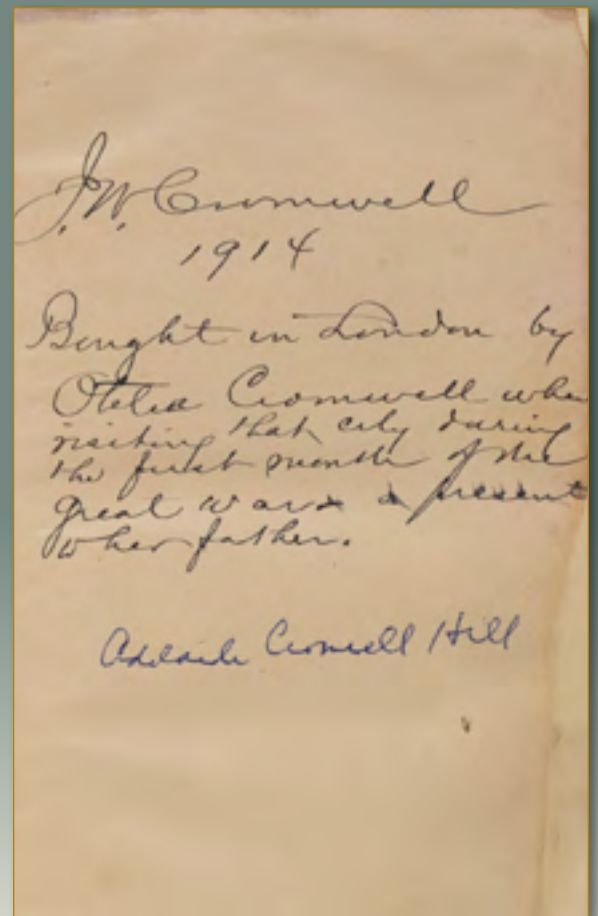 J. W. Cromwell
1914
Bought in London by
Otelia Cromwell when
visiting that city during
the first month of the
great war a present
to her father.
Adelaide Cromwell Hill